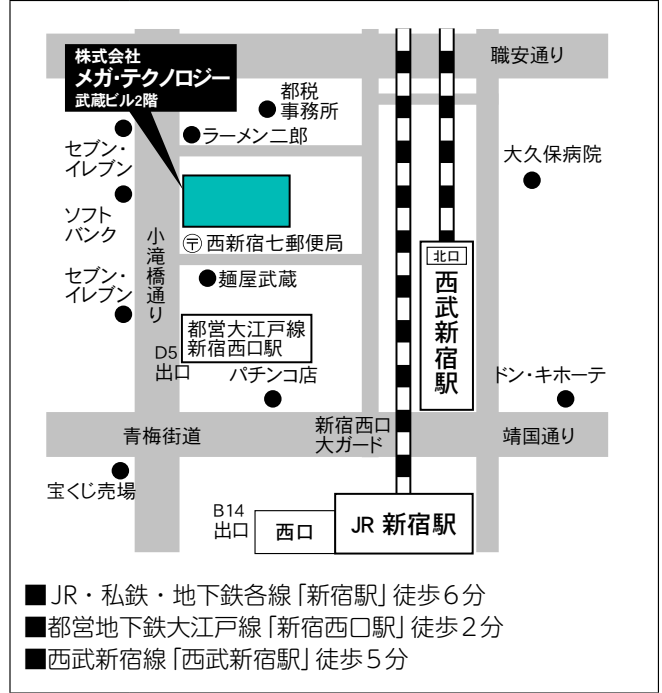 株式会社
メガ・テクノロジー
武蔵ビル2階
職安通り
都税
事務所
ラーメン二郎
セブン・
イレブン
大久保病院
ソフト
バンク
小滝橋通り
〒西新宿七郵便局
北口
西武新宿駅
セブン・
イレブン
麺屋武蔵
都営大江戸線
新宿西口駅
D5
出口
パチンコ店
ドン・キホーテ
青梅街道
新宿西口
大ガード
靖国通り
宝くじ売場
B14
出口
西口
JR 新宿駅
■JR・私鉄・地下鉄各線「新宿駅」徒歩6分
■都営地下鉄大江戸線「新宿西口駅」徒歩2分
■西武新宿線「西武新宿駅」徒歩5分